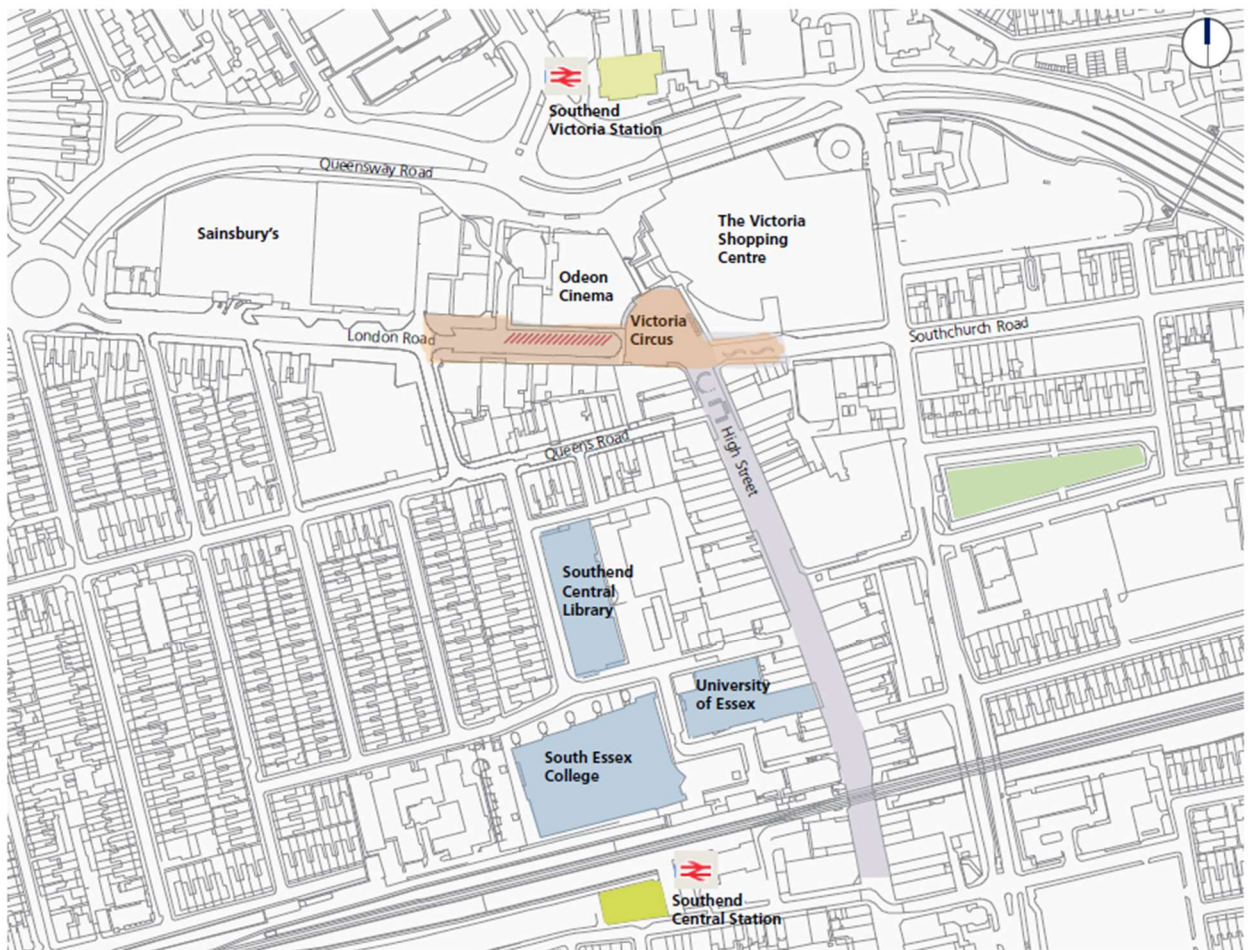 Southend
Victoria Station
Queensway Road
Sainsbury's
The Victoria
Shopping
Centre
Odeon
Cinema
Victoria
Circus
London Road
Southchurch Road
Queens Road
High Street
Southend
Central
Library
University
of Essex
South Essex
College
Southend
Central Station